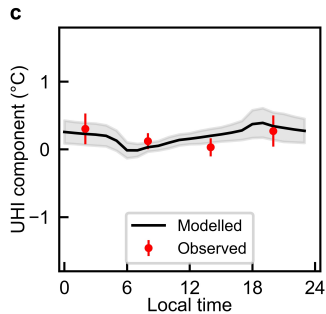 c
UHI component (°C)
1
0
−1
Modelled
Observed
0 6 12 18 24
Local time